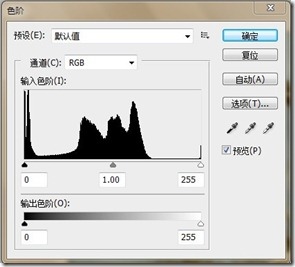 色阶
预设(E): 默认值
确定
通道(C): RGB
复位
输入色阶(I):
自动(A)
选项(T)...
预览(P)
0 1.00 255
输出色阶(O):
0 255